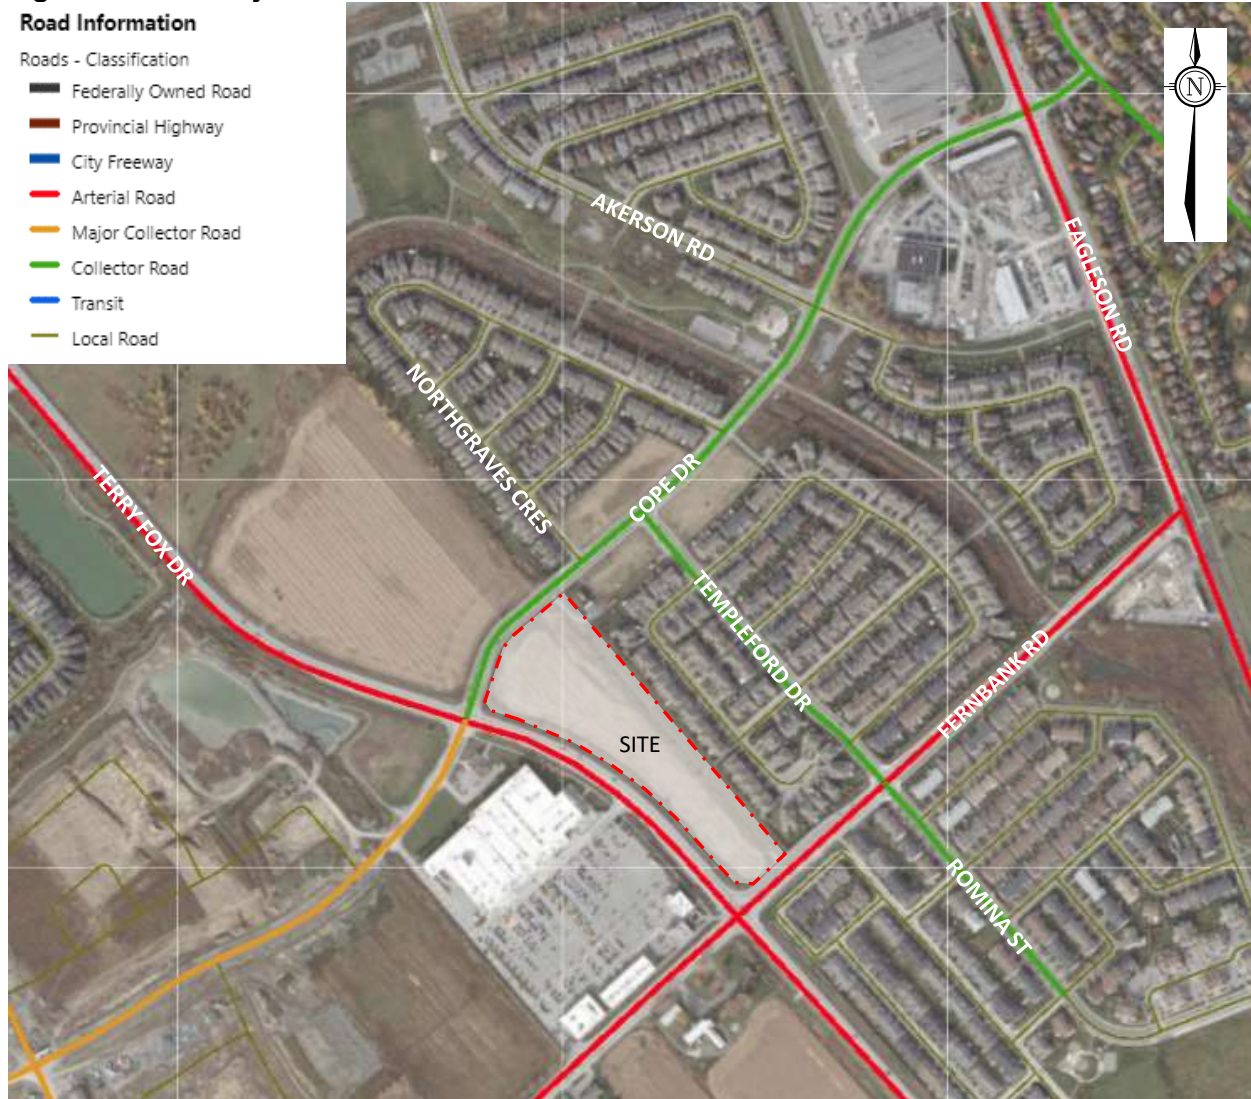 Road Information
Roads - Classification
Federally Owned Road
Provincial Highway
City Freeway
Arterial Road
Major Collector Road
Collector Road
Transit
Local Road
N
AKERSON RD
EAGLESON RD
NORTHGRAVES CRES
COPE DR
TERRY FOX DR
TEMPLEFORD DR
FERNBANK RD
SITE
ROMINA ST